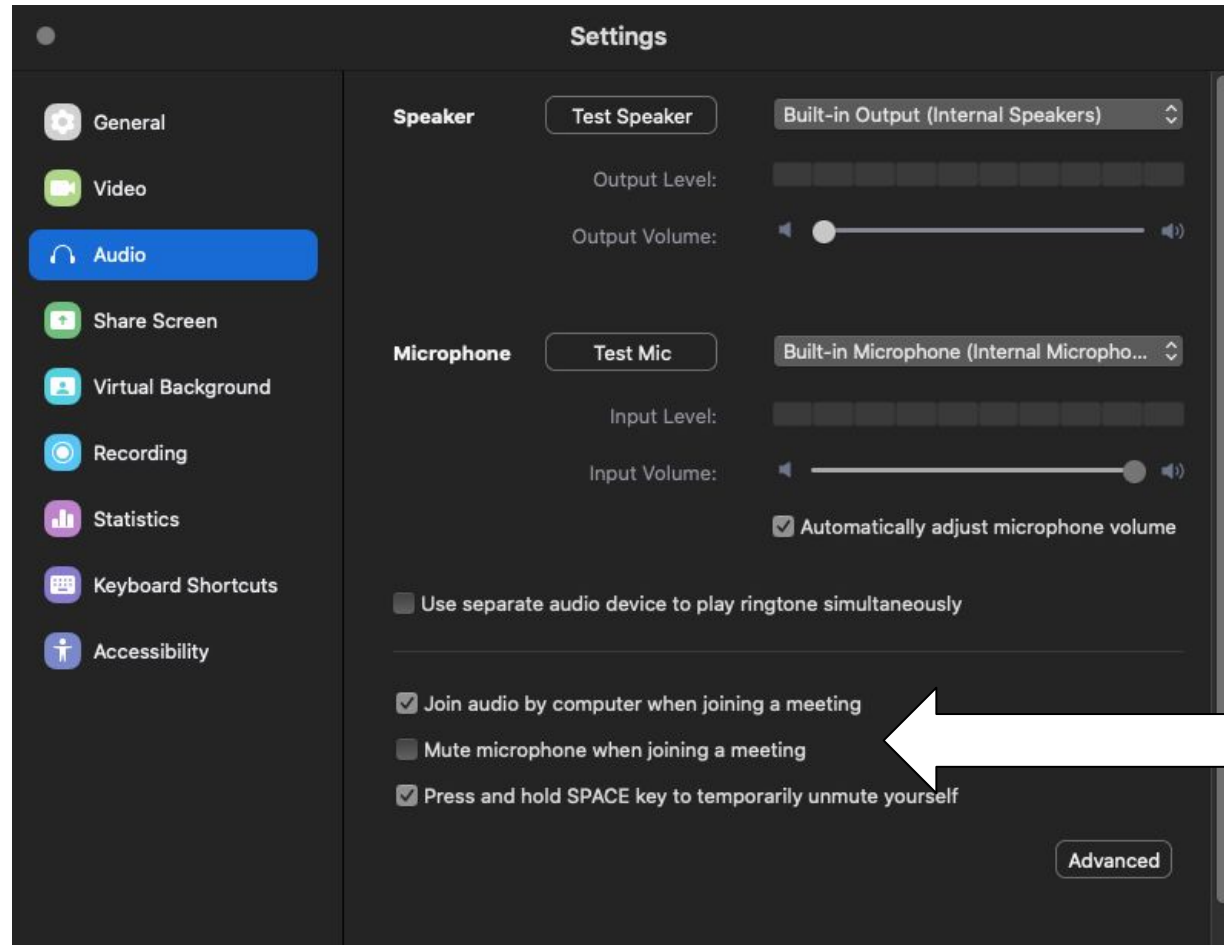 Settings
General
Video
Audio
Share Screen
Virtual Background
Recording
Statistics
Keyboard Shortcuts
Accessibility
Speaker Test Speaker Built-in Output (Internal Speakers)
Output Level:
Output Volume:
Microphone Test Mic Built-in Microphone (Internal Micropho...
Input Level:
Input Volume:
Automatically adjust microphone volume
Use separate audio device to play ringtone simultaneously
Join audio by computer when joining a meeting
Mute microphone when joining a meeting
Press and hold SPACE key to temporarily unmute yourself
Advanced